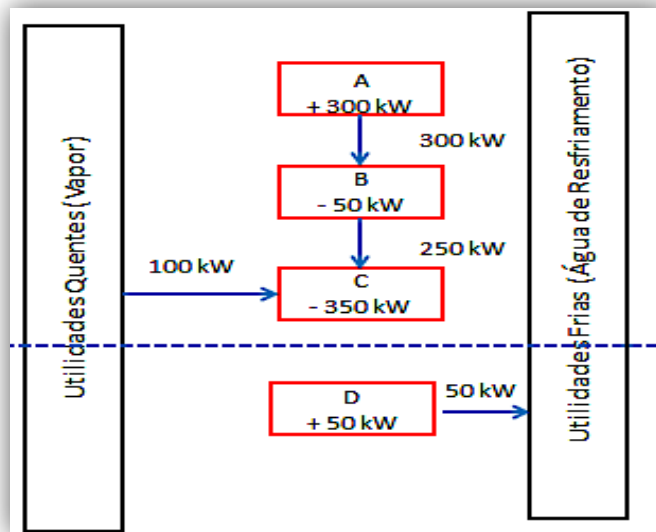 Utilidades Quentes (Vapor)
A
+ 300 kW
300 kW
B
- 50 kW
250 kW
100 kW
C
- 350 kW
D
+ 50 kW
50 kW
Utilidades Frias (Água de Resfriamento)